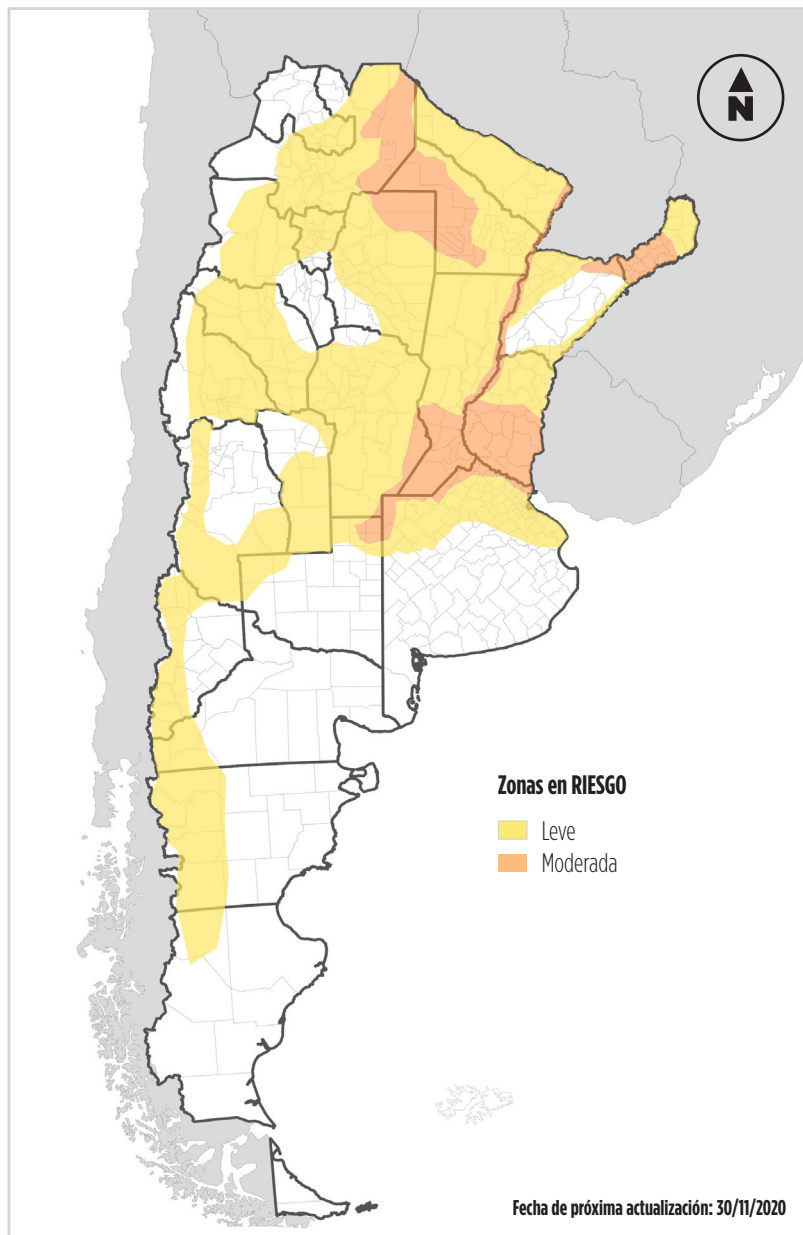 N
Zonas en RIESGO
Leve
Moderada
Fecha de próxima actualización: 30/11/2020